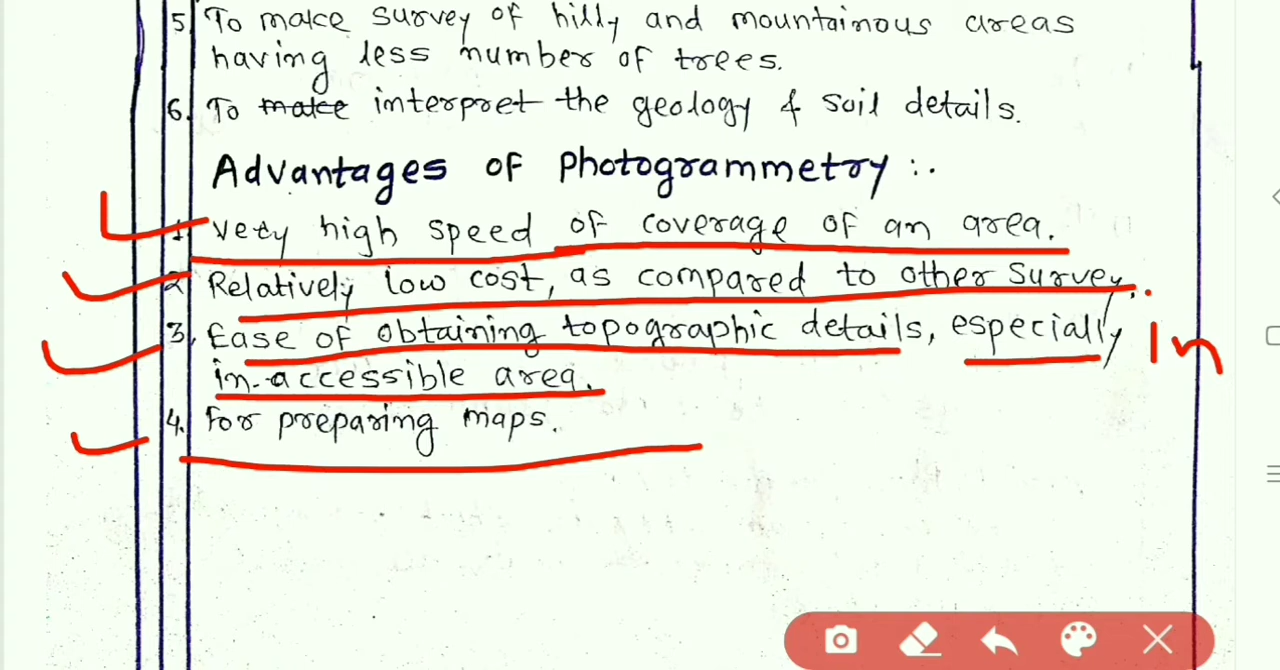 5. To make survey of hilly and mountainous areas
having less number of trees.
6. To make interpret the geology & soil details.
Advantages of Photogrammetry :-
1. Very high speed of coverage of an area.
2. Relatively low cost, as compared to other survey.
3. Ease of obtaining topographic details, especially In
in-accessible area.
4. For preparing maps.